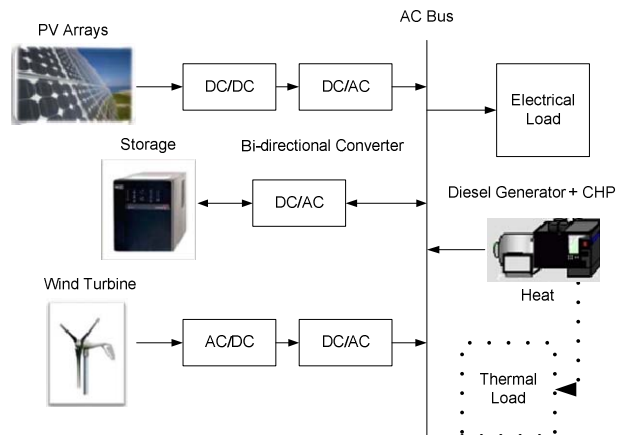 AC Bus
PV Arrays
DC/DC
DC/AC
Electrical
Load
Storage
Bi-directional Converter
DC/AC
Diesel Generator + CHP
Heat
Wind Turbine
AC/DC
DC/AC
Thermal
Load